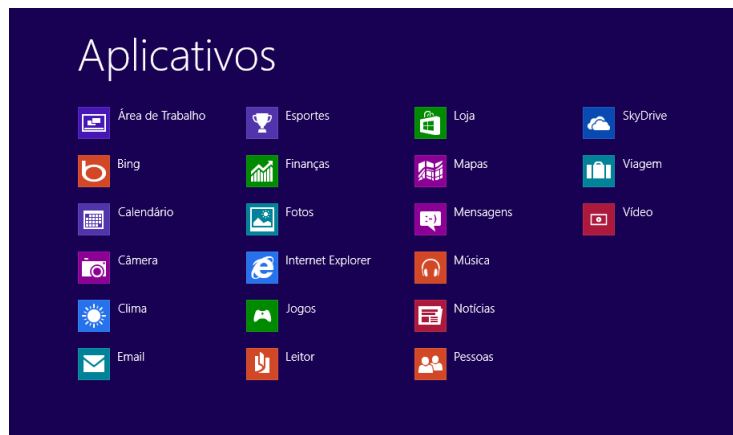 Aplicativos
Área de Trabalho
Bing
Calendário
Câmera
Clima
Email
Esportes
Finanças
Fotos
Internet Explorer
Jogos
Leitor
Loja
Mapas
Mensagens
Música
Notícias
Pessoas
SkyDrive
Viagem
Vídeo